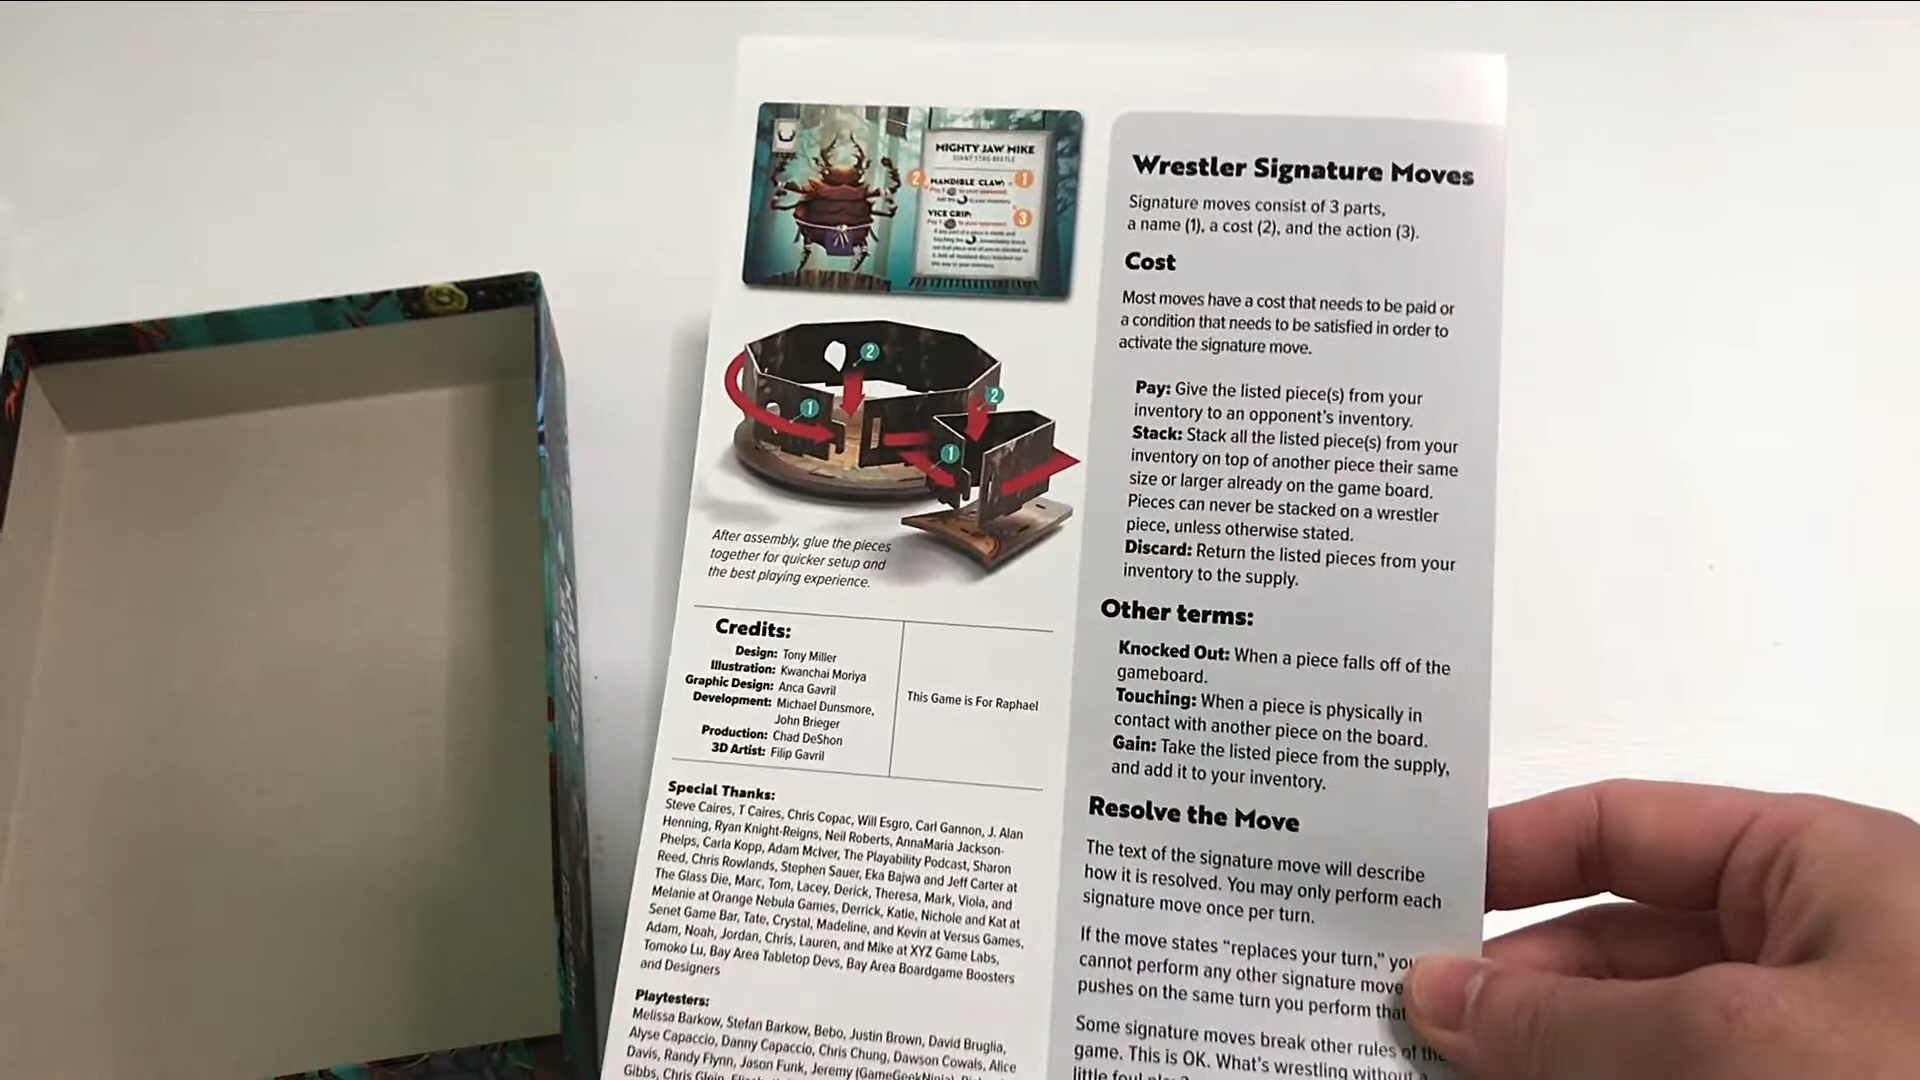 MIGHTY JAW MIKE
GIANT STAG BEETLE
2
MANDIBLE CLAW:
1
VICE GRIP:
3
2
1
2
1
After assembly, glue the pieces
together for quicker setup and
the best playing experience.
Credits:
Design: Tony Miller
Illustration: Kwanchai Moriya
Graphic Design: Anca Gavril
Development: Michael Dunsmore,
John Brieger
Production: Chad DeShon
3D Artist: Filip Gavril
This Game is For Raphael
Special Thanks:
Steve Caires, T Caires, Chris Copac, Will Esgro, Carl Gannon, J. Alan
Henning, Ryan Knight-Reigns, Neil Roberts, AnnaMaria Jackson-
Phelps, Carla Kopp, Adam McIver, The Playability Podcast, Sharon
Reed, Chris Rowlands, Stephen Sauer, Eka Bajwa and Jeff Carter at
The Glass Die, Marc, Tom, Lacey, Derick, Theresa, Mark, Viola, and
Melanie at Orange Nebula Games, Derrick, Katie, Nichole and Kat at
Senet Game Bar, Tate, Crystal, Madeline, and Kevin at Versus Games,
Adam, Noah, Jordan, Chris, Lauren, and Mike at XYZ Game Labs,
Tomoko Lu, Bay Area Tabletop Devs, Bay Area Boardgame Boosters
and Designers
Playtesters:
Melissa Barkow, Stefan Barkow, Bebo, Justin Brown, David Bruglia,
Alyse Capaccio, Danny Capaccio, Chris Chung, Dawson Cowals, Alice
Davis, Randy Flynn, Jason Funk, Jeremy (GameGeekNinja),
Gibbs, Chris Glein,
Wrestler Signature Moves
Signature moves consist of 3 parts,
a name (1), a cost (2), and the action (3).
Cost
Most moves have a cost that needs to be paid or
a condition that needs to be satisfied in order to
activate the signature move.
Pay: Give the listed piece(s) from your
inventory to an opponent's inventory.
Stack: Stack all the listed piece(s) from your
inventory on top of another piece their same
size or larger already on the game board.
Pieces can never be stacked on a wrestler
piece, unless otherwise stated.
Discard: Return the listed pieces from your
inventory to the supply.
Other terms:
Knocked Out: When a piece falls off of the
gameboard.
Touching: When a piece is physically in
contact with another piece on the board.
Gain: Take the listed piece from the supply,
and add it to your inventory.
Resolve the Move
The text of the signature move will describe
how it is resolved. You may only perform each
signature move once per turn.
If the move states “replaces your turn,” you
cannot perform any other signature move
pushes on the same turn you perform that
Some signature moves break other rules of the
game. This is OK. What's wrestling without a
little foul play?